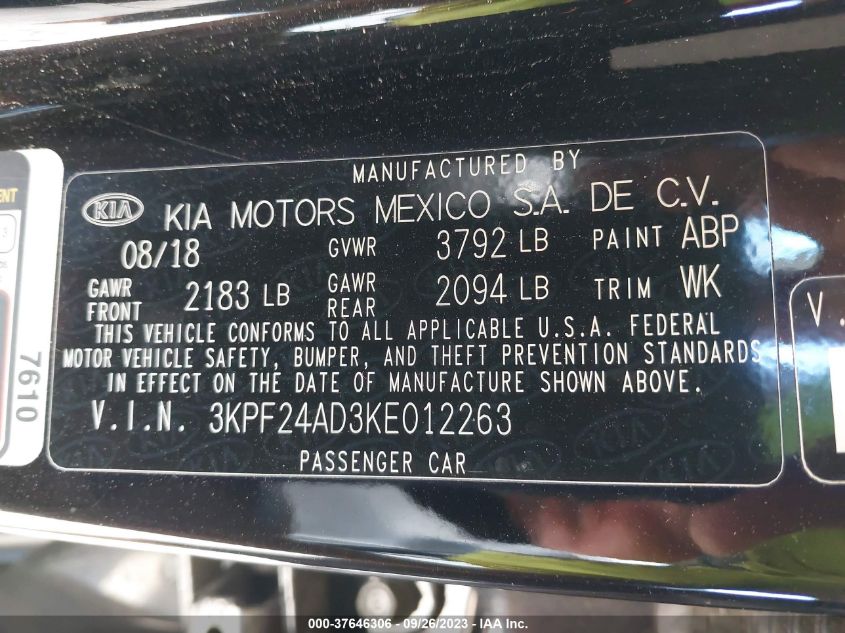 MANUFACTURED BY
KIA KIA MOTORS MEXICO S.A. DE C.V.
08/18 GVWR 3792 LB PAINT ABP
GAWR FRONT 2183 LB GAWR REAR 2094 LB TRIM WK
THIS VEHICLE CONFORMS TO ALL APPLICABLE U.S.A. FEDERAL
MOTOR VEHICLE SAFETY, BUMPER, AND THEFT PREVENTION STANDARDS
IN EFFECT ON THE DATE OF MANUFACTURE SHOWN ABOVE.
V.I.N. 3KPF24AD3KE012263
PASSENGER CAR
7610
V.
000-37646306 - 09/26/2023 - IAA Inc.